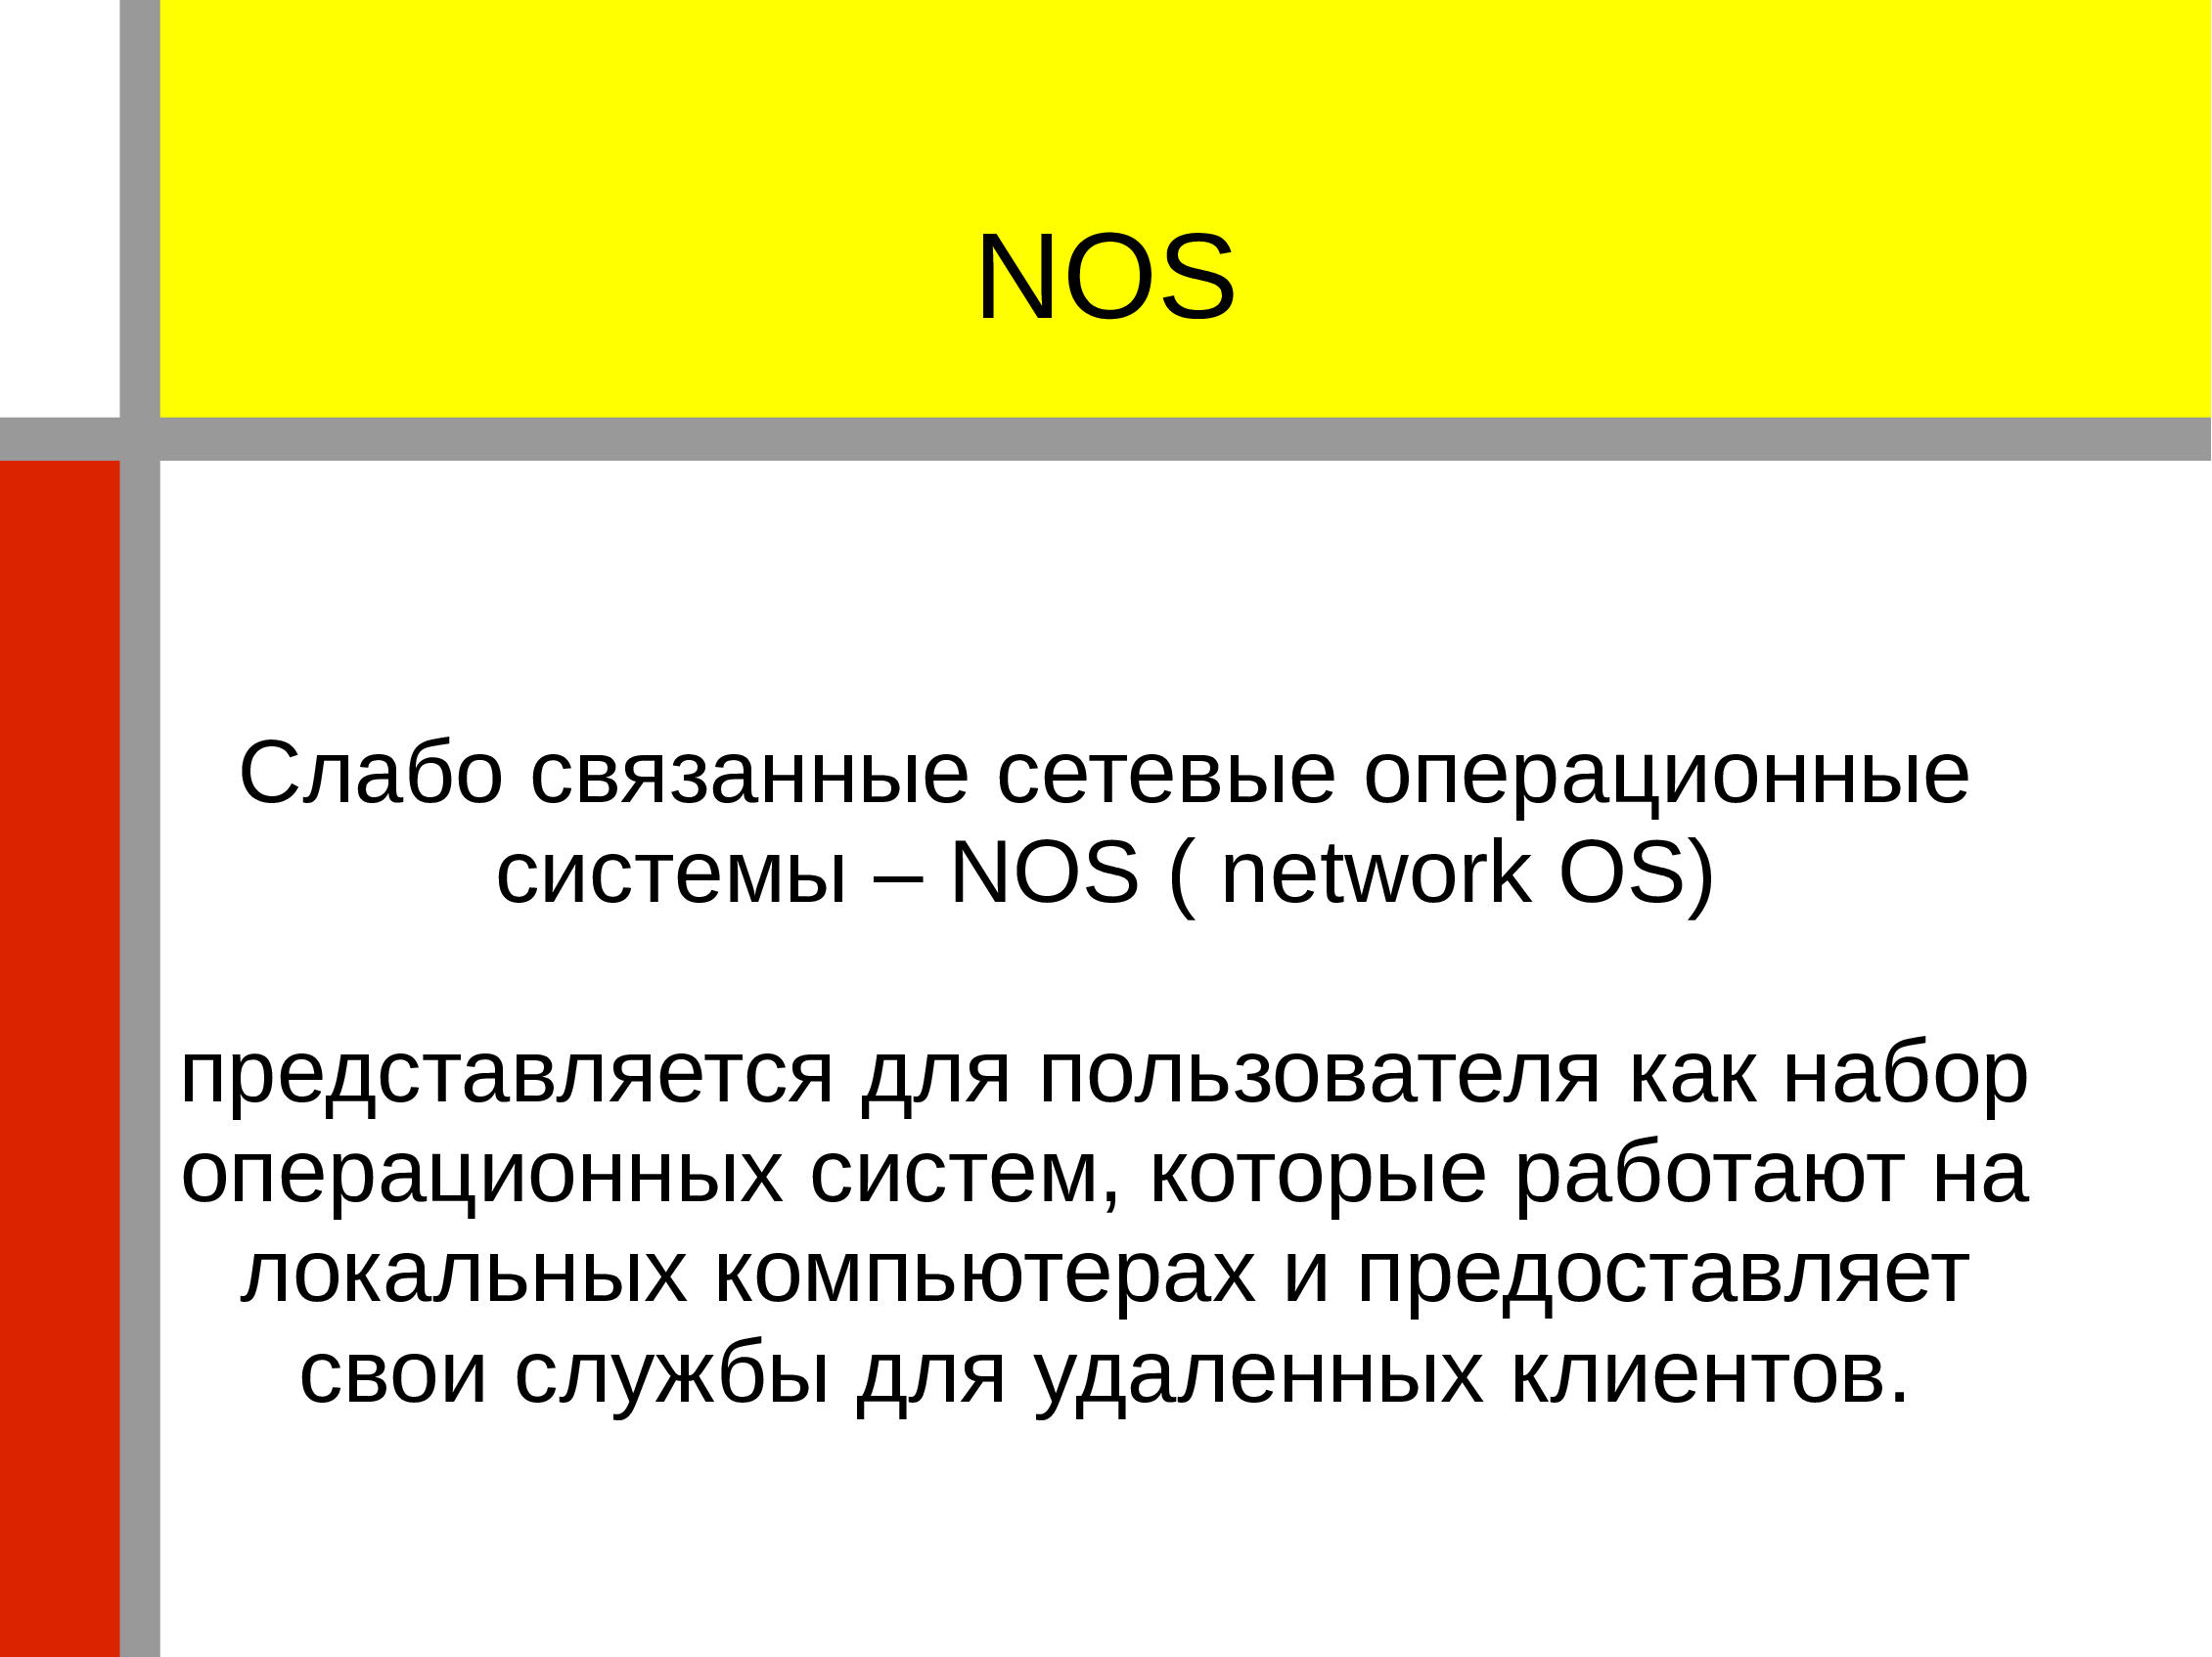 NOS
Слабо связанные сетевые операционные
системы – NOS ( network OS)
представляется для пользователя как набор
операционных систем, которые работают на
локальных компьютерах и предоставляет
свои службы для удаленных клиентов.